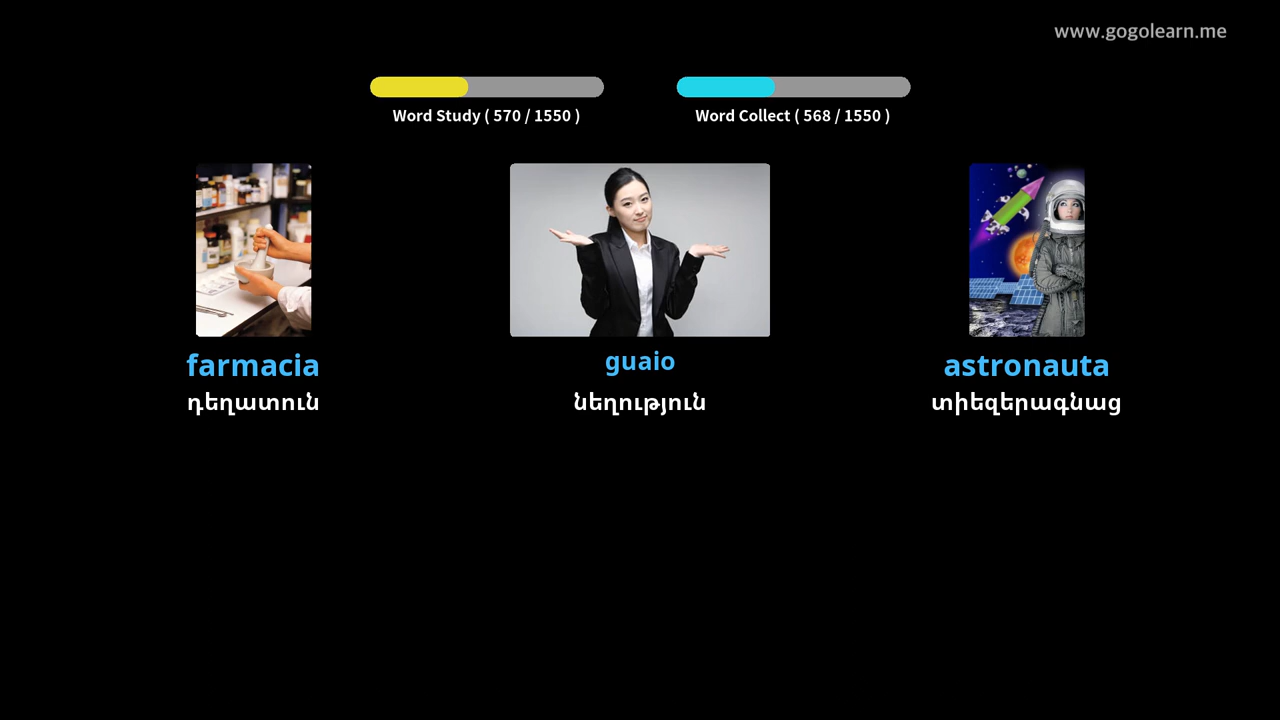 www.gogolearn.me
Word Study ( 570 / 1550 )
Word Collect ( 568 / 1550 )
farmacia
դեղատուն
guaio
նեղություն
astronauta
տիեզերագնաց